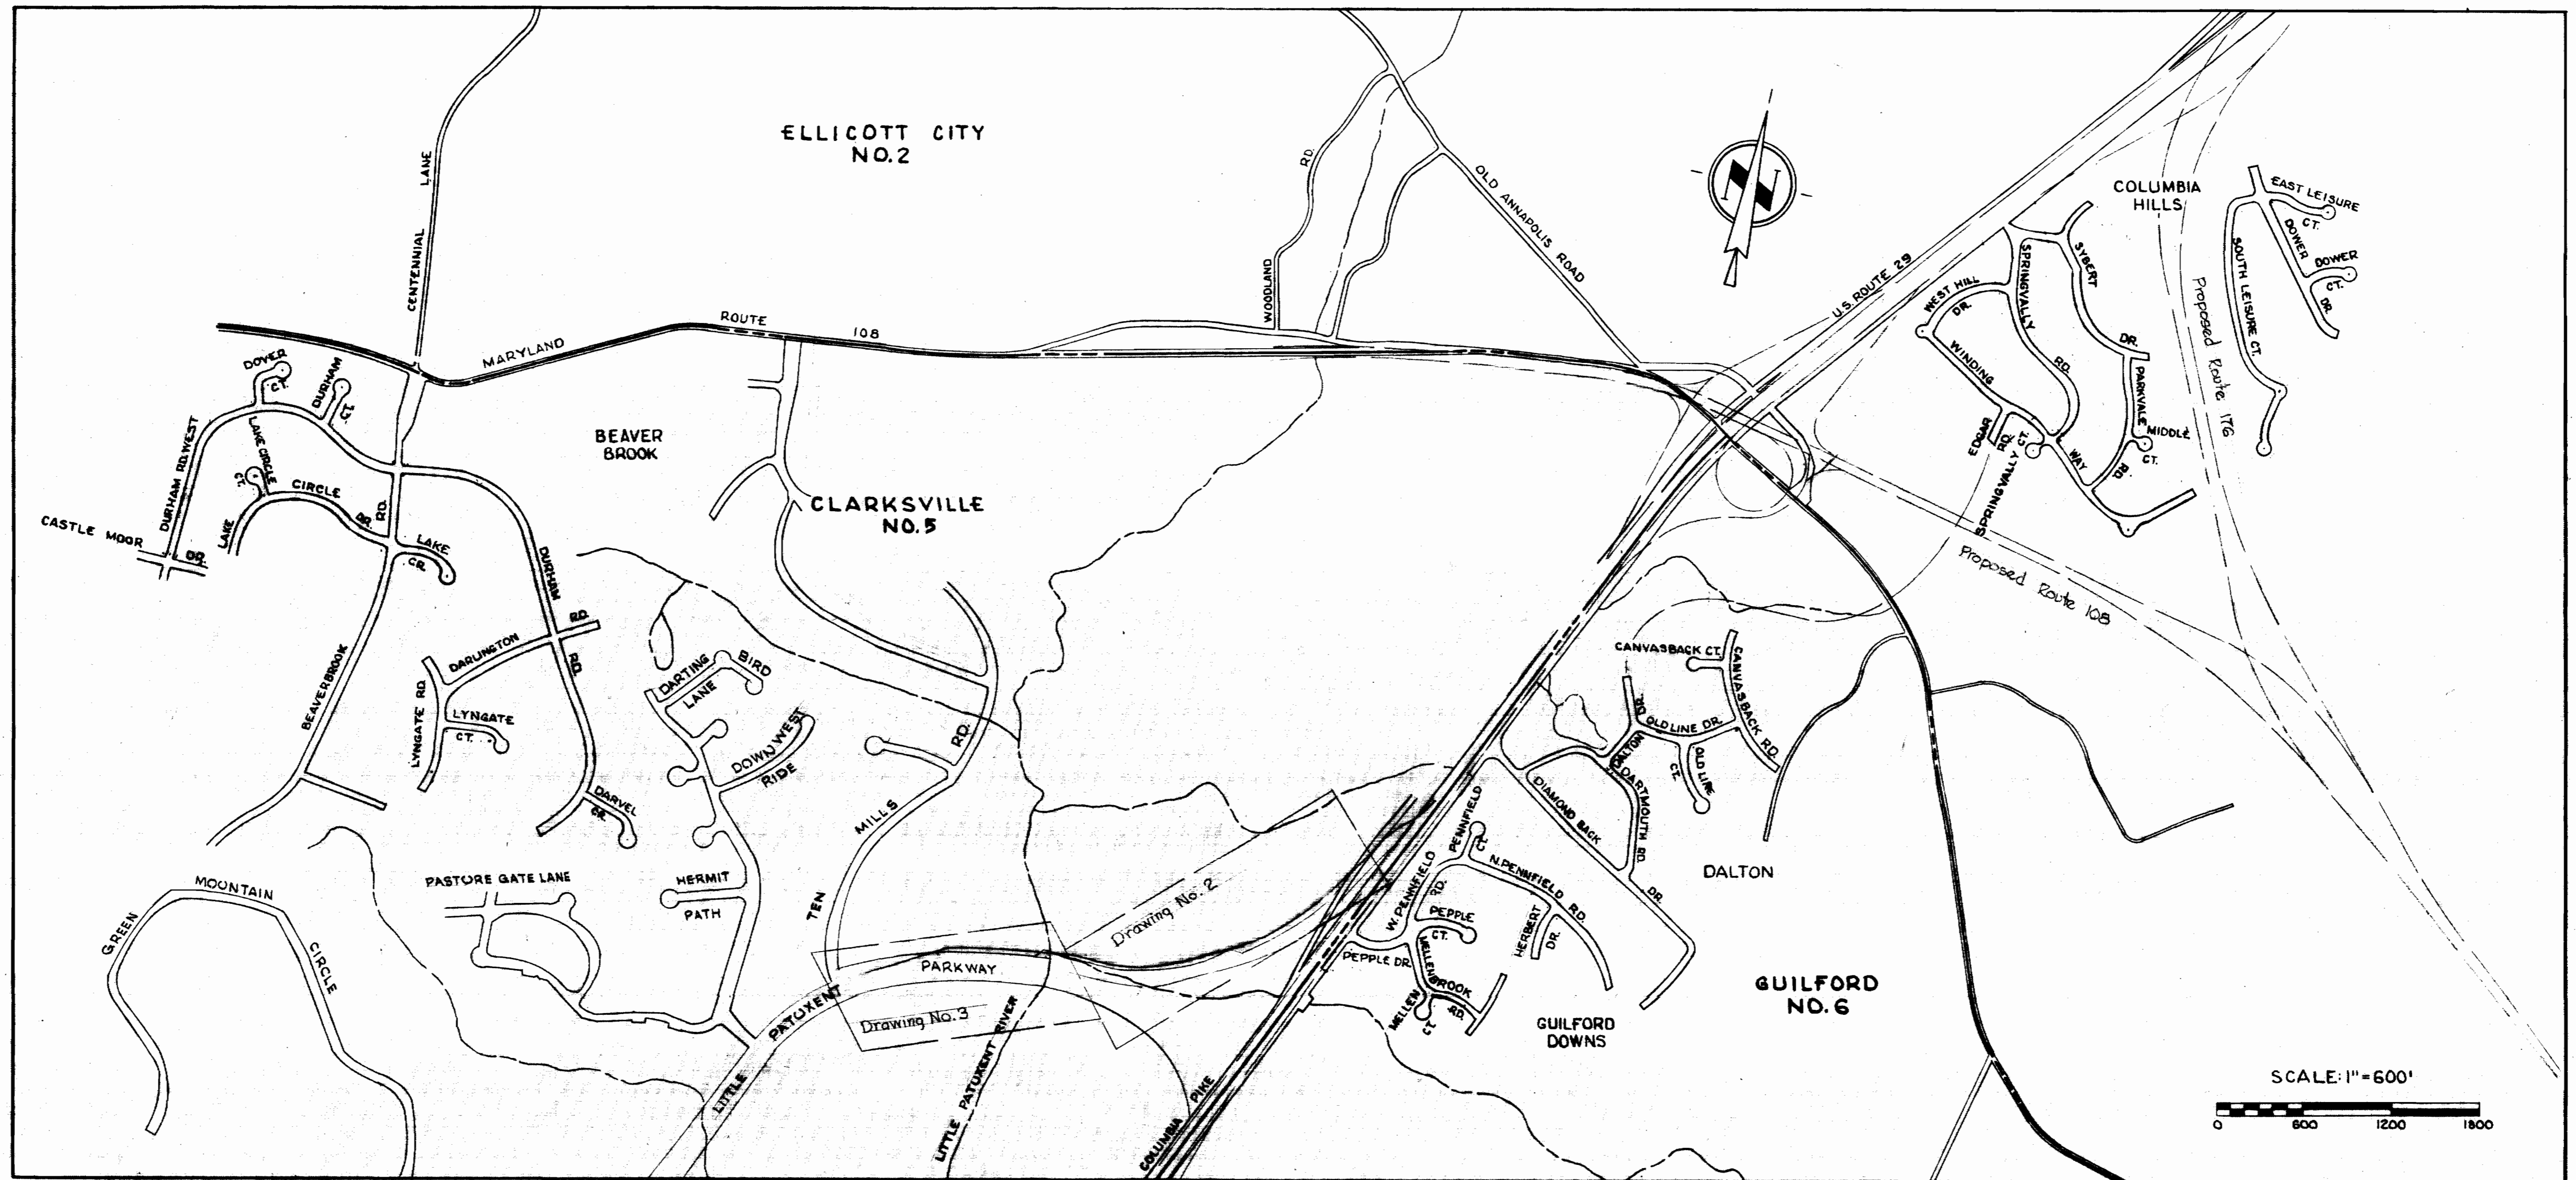 ELLICOTT CITY
NO.2
CENTENNIAL LANE
WOODLAND RD.
OLD ANNAPOLIS ROAD
N
U.S. ROUTE 29
COLUMBIA
HILLS
EAST LEISURE
CT.
DOWER
DR.
DOWER
CT.
SOUTH LEISURE CT.
Proposed Route 176
SYBERT
DR.
SPRINGVALLY
RD.
WEST HILL
DR.
WINDING
WAY
EDGAR
RD.
SPRINGVALLY
CT.
PARKVALE
RD.
MIDDLE
CT.
Proposed Route 108
MARYLAND ROUTE 108
DOVER
CT.
DURHAM
CT.
DURHAM RD. WEST
LAKE CIRCLE
CT.
LAKE CIRCLE DR.
CASTLE MOOR
DR.
LAKE
CR.
BEAVERBROOK
RD.
BEAVER
BROOK
CLARKSVILLE
NO.5
DURHAM
RD.
DARLINGTON
RD.
LYNGATE RD.
LYNGATE
CT.
DARVEL
CR.
DARTING BIRD
LANE
DOWN WEST
RIDE
HERMIT
PATH
PASTURE GATE LANE
GREEN MOUNTAIN CIRCLE
TEN MILLS RD.
LITTLE PATUXENT PARKWAY
LITTLE PATUXENT RIVER
Drawing No. 2
Drawing No. 3
COLUMBIA PIKE
CANVASBACK CT.
CANVASBACK RD.
OLD LINE DR.
OLD LINE
CT.
DALTON
RD.
DARTMOUTH RD.
DIAMOND BACK
DR.
DALTON
PENNFIELD
CT.
N. PENNFIELD RD.
W. PENNFIELD
RD.
PEPPLE
CT.
PEPPLE DR.
HERBERT
DR.
MELLENBROOK
RD.
MELLEN
CT.
GUILFORD
DOWNS
GUILFORD
NO.6
SCALE: 1"=600'
0 600 1200 1800